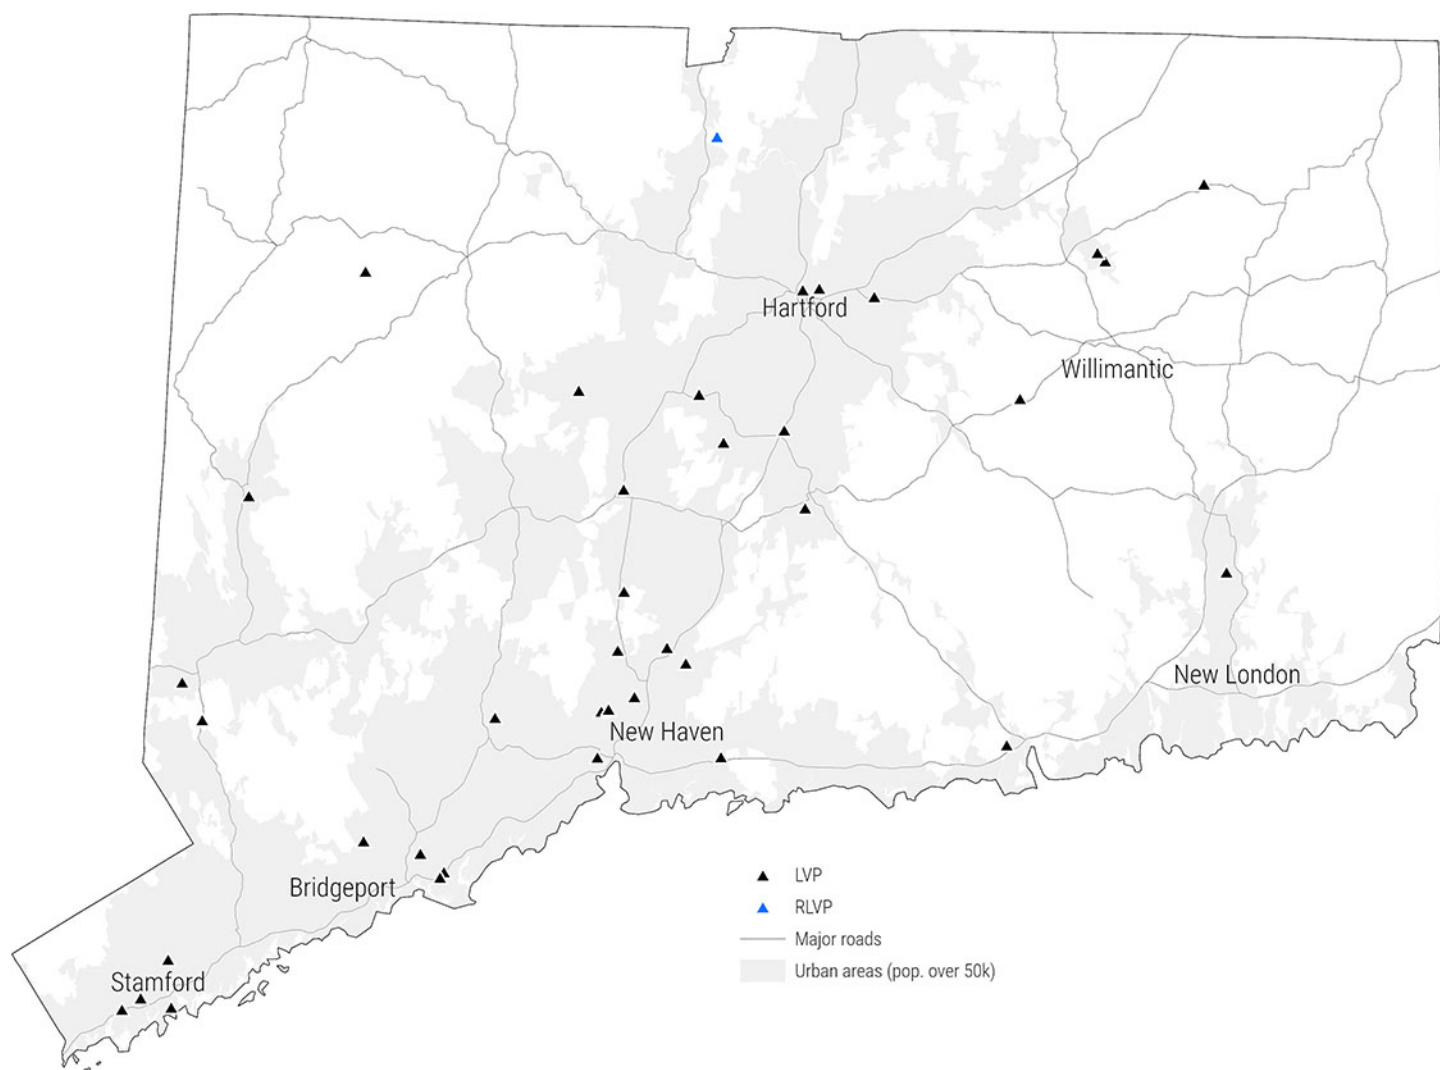 Hartford
Willimantic
New London
New Haven
Bridgeport
Stamford
LVP
RLVP
Major roads
Urban areas (pop. over 50k)